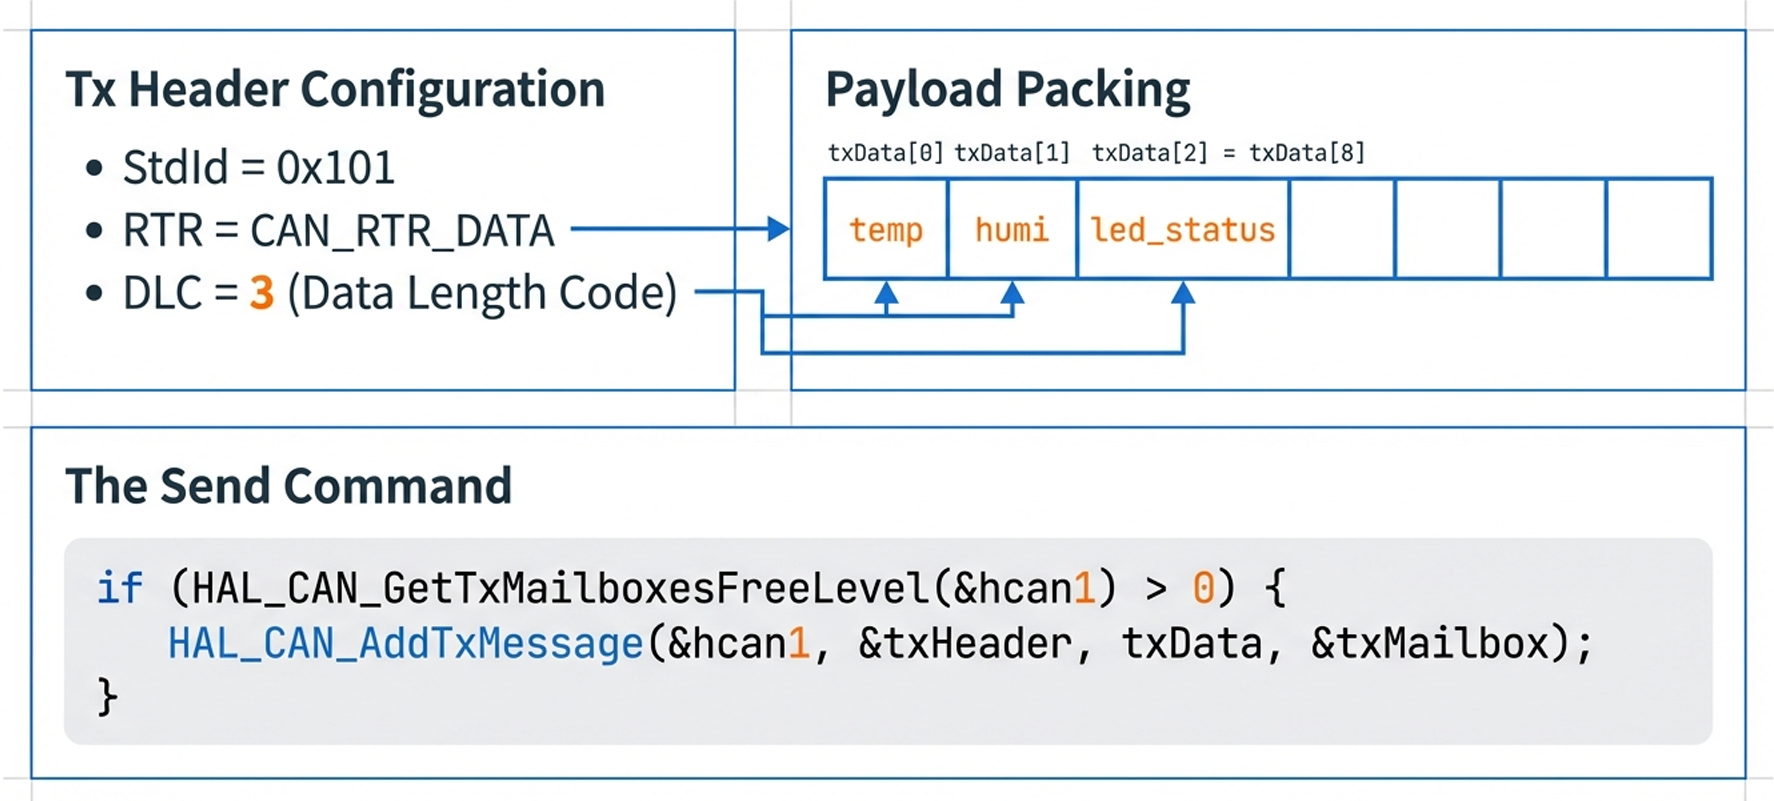 Tx Header Configuration
• StdId = 0x101
• RTR = CAN_RTR_DATA
• DLC = 3 (Data Length Code)
Payload Packing
txData[0] txData[1] txData[2] = txData[8]
temp humi led_status
The Send Command
if (HAL_CAN_GetTxMailboxesFreeLevel(&hcan1) > 0) {
HAL_CAN_AddTxMessage(&hcan1, &txHeader, txData, &txMailbox);
}